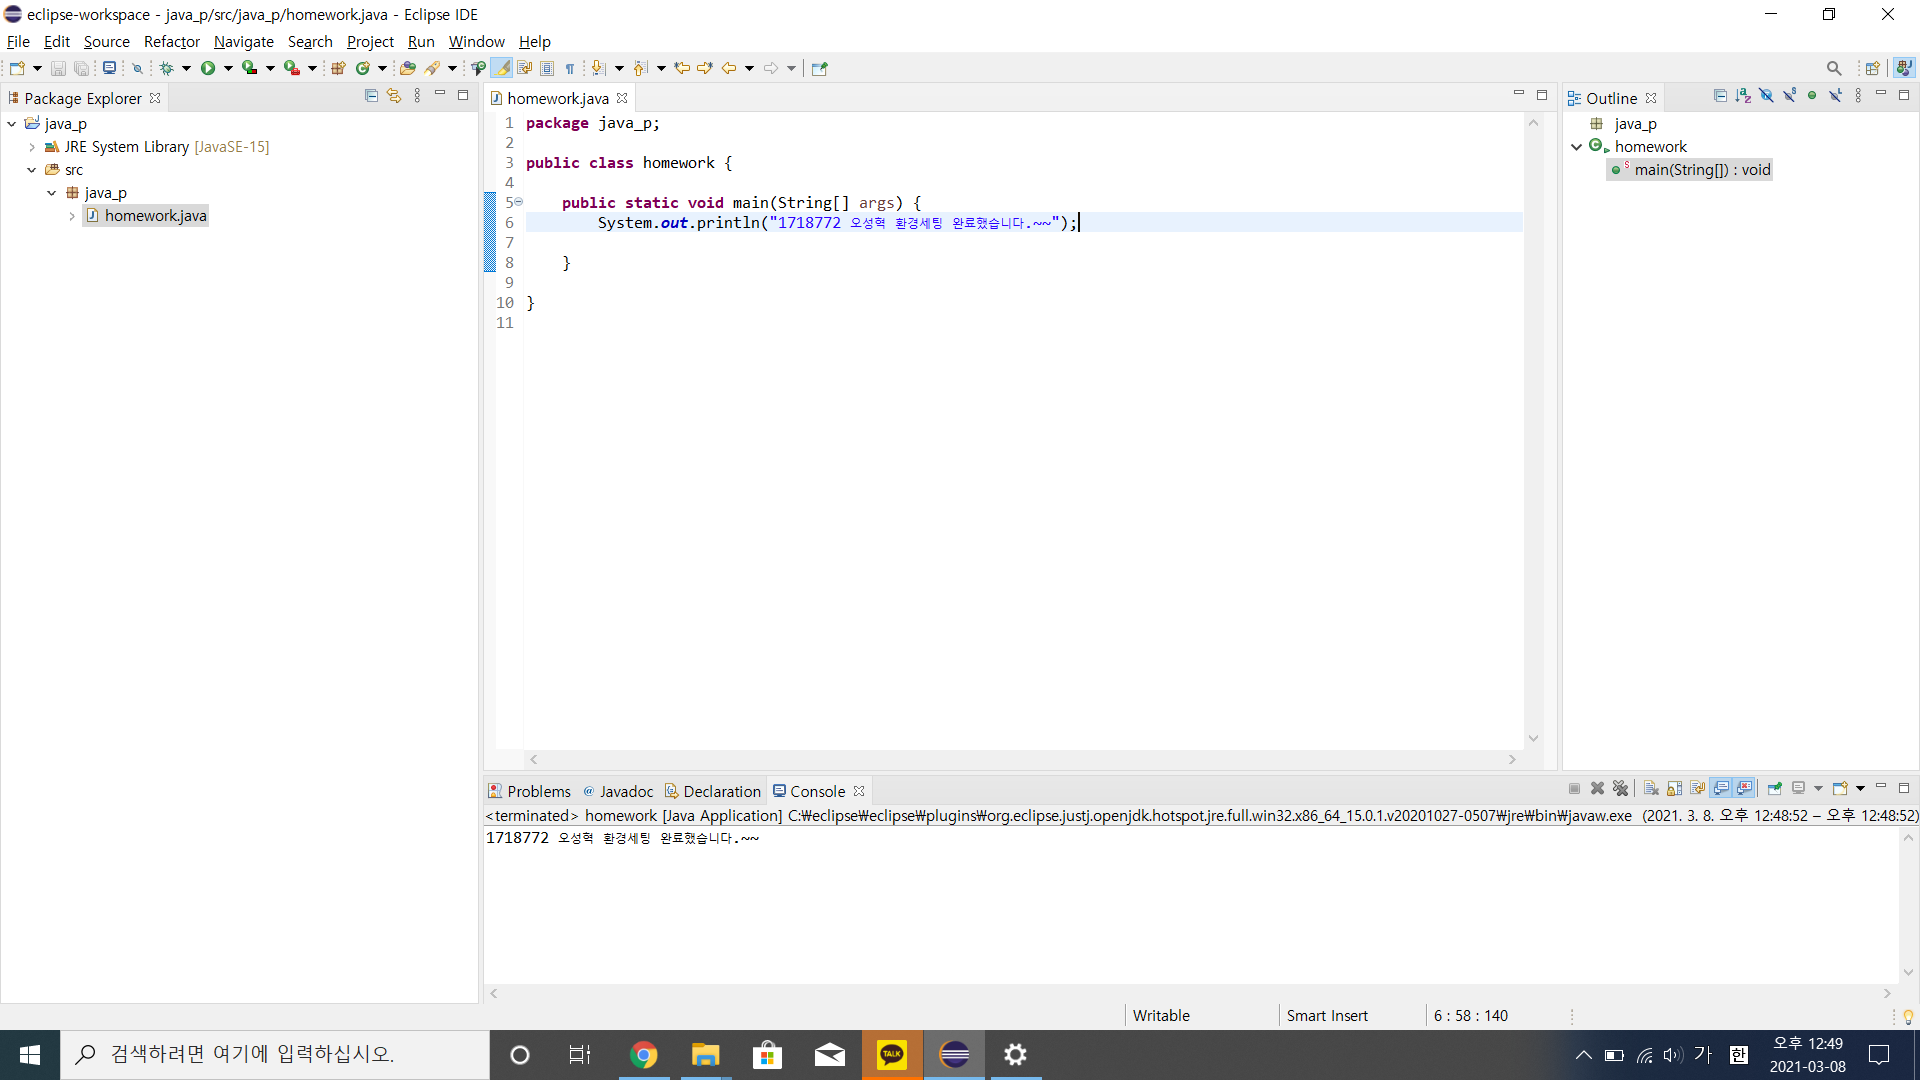 eclipse-workspace - java_p/src/java_p/homework.java - Eclipse IDE
File Edit Source Refactor Navigate Search Project Run Window Help
Package Explorer
java_p
JRE System Library [JavaSE-15]
src
java_p
homework.java
homework.java
1 package java_p;
2
3 public class homework {
4
5 public static void main(String[] args) {
6 System.out.println("1718772 오성혁 환경세팅 완료했습니다.~~");
7
8 }
9
10 }
11
Outline
java_p
homework
main(String[]) : void
Problems @ Javadoc Declaration Console
<terminated> homework [Java Application] C:₩eclipse₩eclipse₩plugins₩org.eclipse.justj.openjdk.hotspot.jre.full.win32.x86_64_15.0.1.v20201027-0507₩jre₩bin₩javaw.exe (2021. 3. 8. 오후 12:48:52 – 오후 12:48:52)
1718772 오성혁 환경세팅 완료했습니다.~~
Writable Smart Insert 6 : 58 : 140
검색하려면 여기에 입력하십시오.
TALK
가 한
오후 12:49
2021-03-08